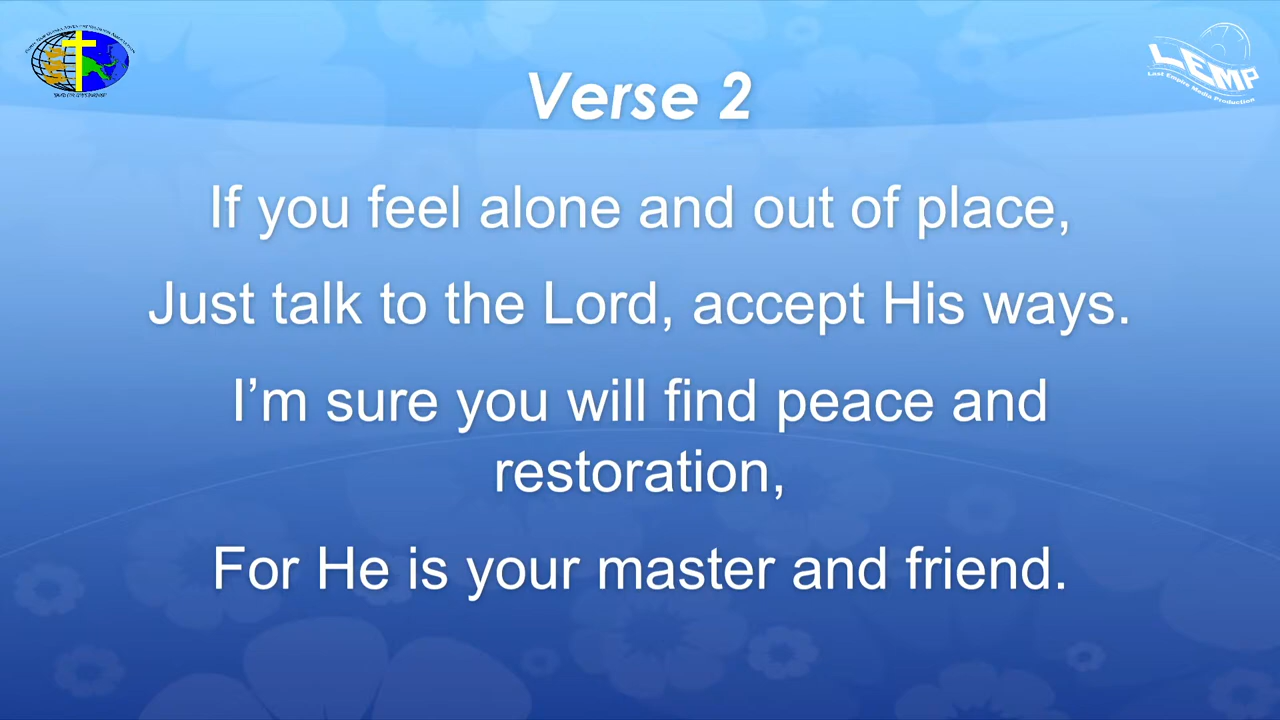 Verse 2
If you feel alone and out of place,
Just talk to the Lord, accept His ways.
I’m sure you will find peace and
restoration,
For He is your master and friend.
LEMP
Last Empire Media Production